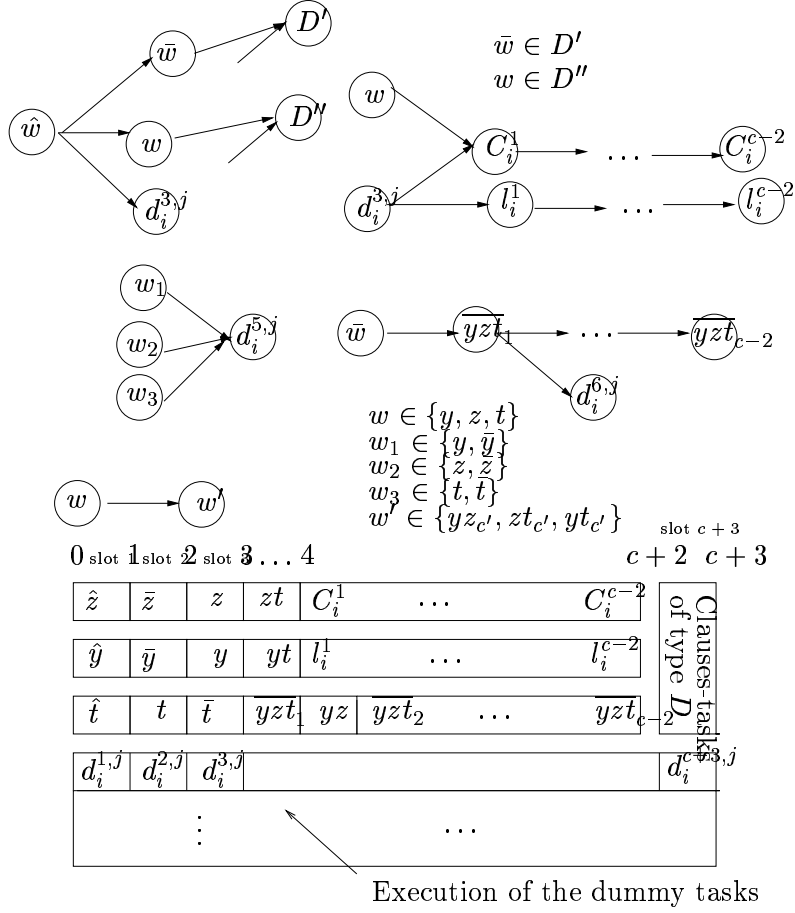 w̄ D′
w̄ ∈ D′
w ∈ D″
ŵ w D″
d_i^{3,j}
w C_i^1 … C_i^{c−2}
d_i^{3,j} l_i^1 … l_i^{c−2}
w_1
w_2 d_i^{5,j}
w_3
w̄ \overline{yzt}_1 … \overline{yzt}_{c−2}
d_i^{6,j}
w ∈ {y, z, t}
w_1 ∈ {y, ȳ}
w_2 ∈ {z, z̄}
w_3 ∈ {t, t̄}
w′ ∈ {yz_{c′}, zt_{c′}, yt_{c′}}
w w′
slot c + 3
0 slot 1 1 slot 2 2 slot 3 3 … 4 c + 2 c + 3
ẑ z̄ z zt C_i^1 … C_i^{c−2}
ŷ ȳ y yt l_i^1 … l_i^{c−2}
t̂ t t̄ \overline{yzt}_1 yz \overline{yzt}_2 … \overline{yzt}_{c−2}
Clauses-tasks
of type D
d_i^{1,j} d_i^{2,j} d_i^{3,j} d_i^{c+3,j}
⋮ …
Execution of the dummy tasks